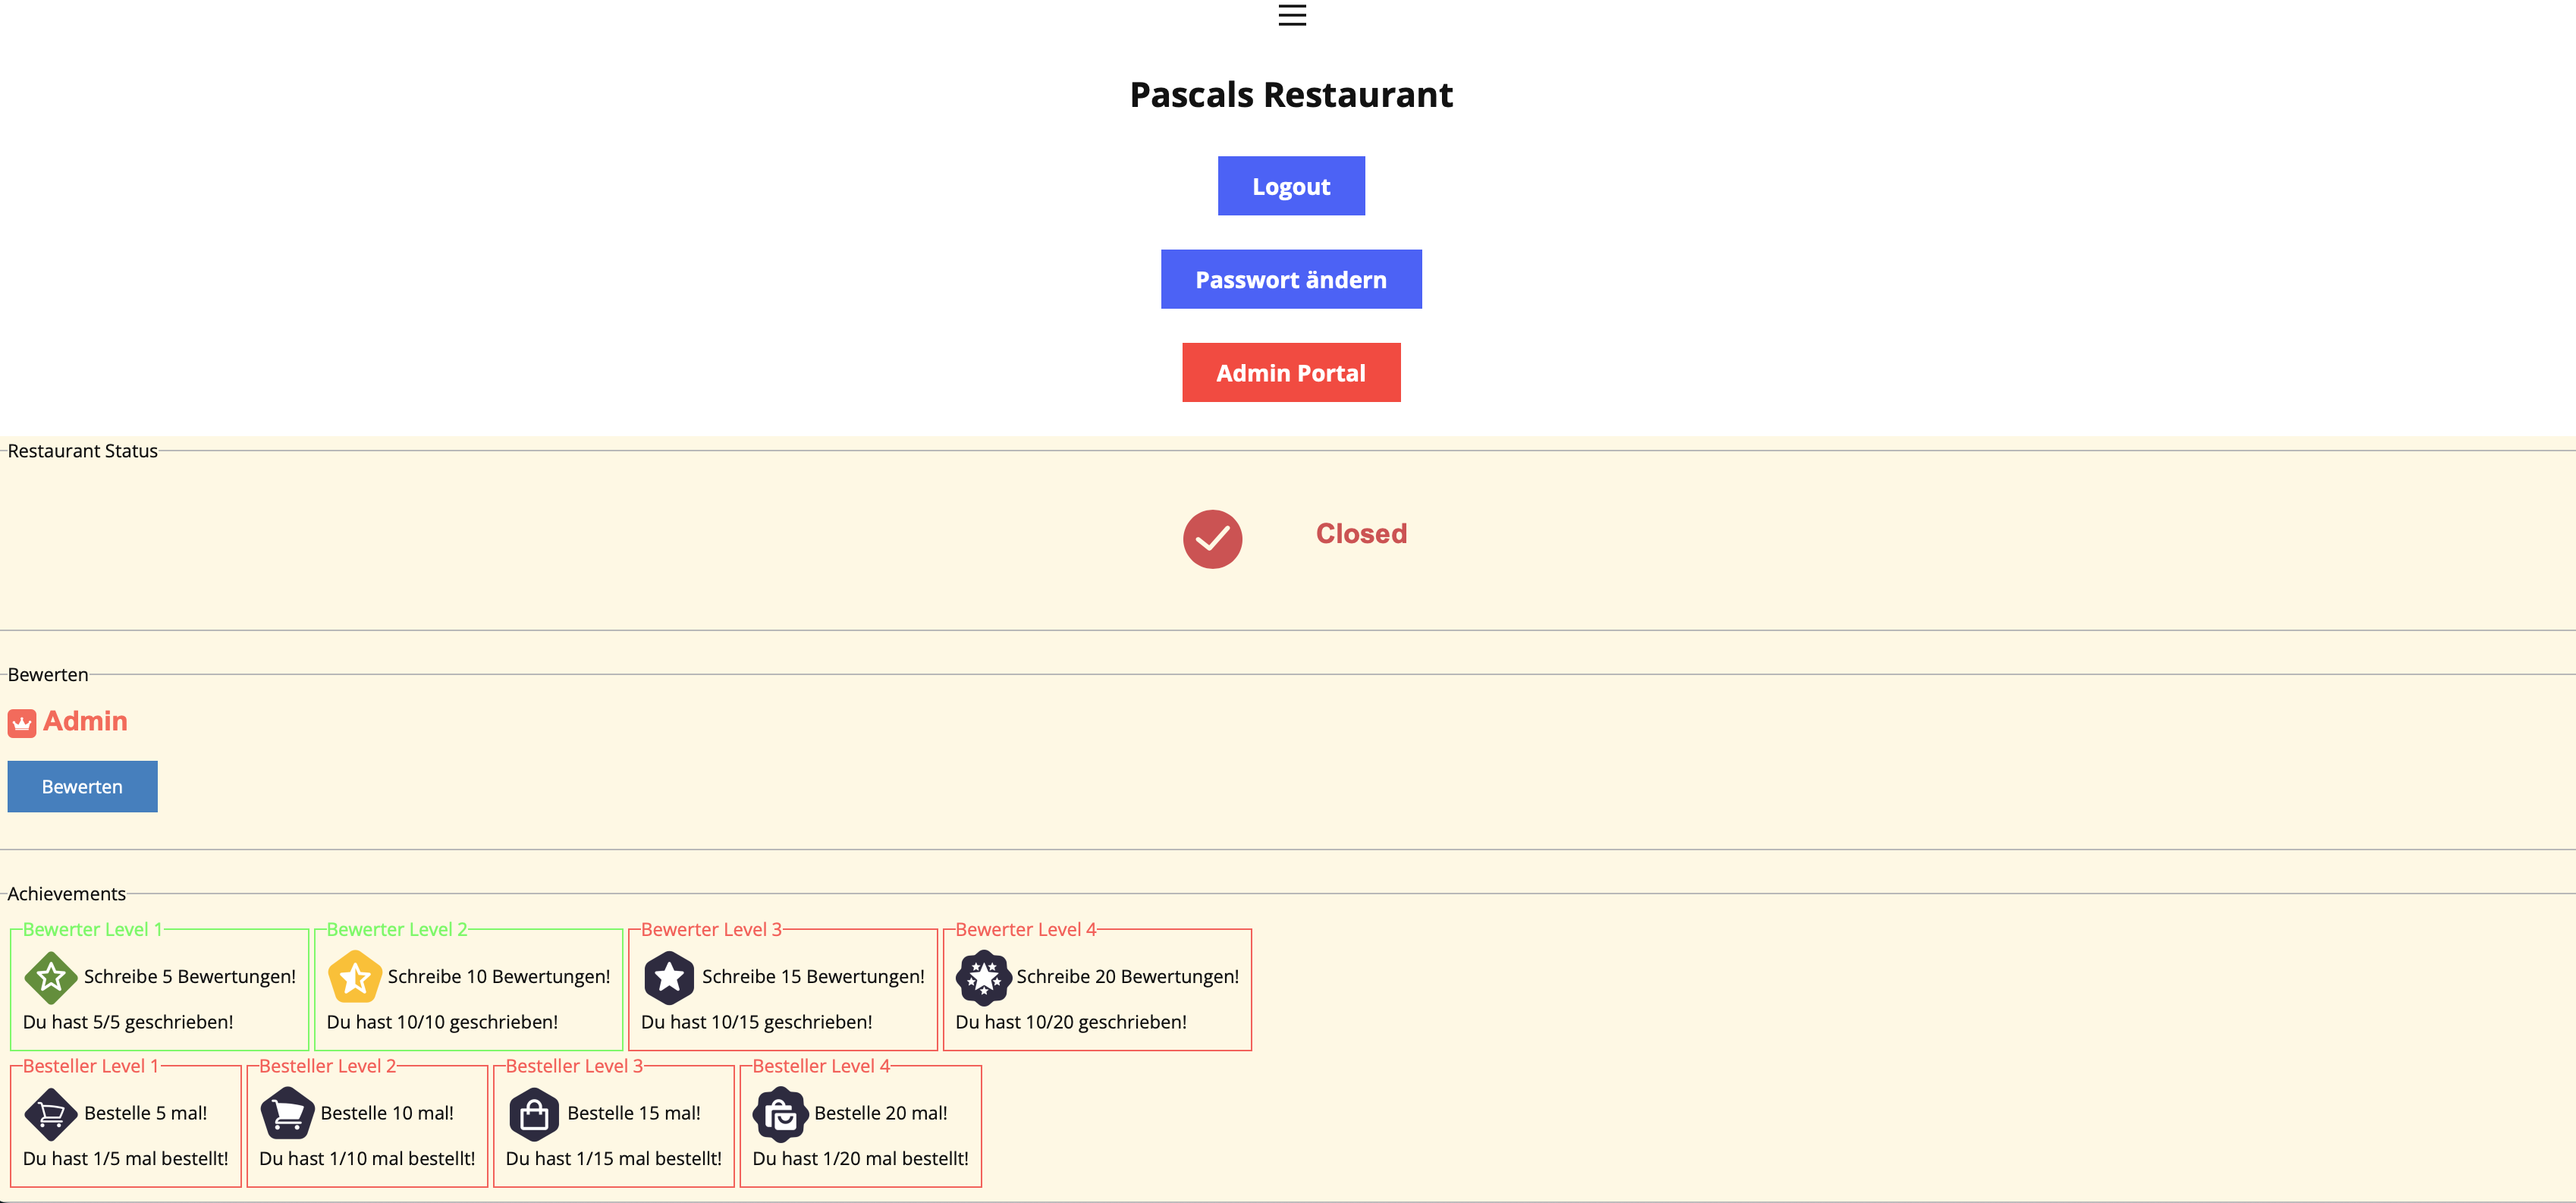 Pascals Restaurant
Logout
Passwort ändern
Admin Portal
Restaurant Status
Closed
Bewerten
Admin
Bewerten
Achievements
Bewerter Level 1
Schreibe 5 Bewertungen!
Du hast 5/5 geschrieben!
Bewerter Level 2
Schreibe 10 Bewertungen!
Du hast 10/10 geschrieben!
Bewerter Level 3
Schreibe 15 Bewertungen!
Du hast 10/15 geschrieben!
Bewerter Level 4
Schreibe 20 Bewertungen!
Du hast 10/20 geschrieben!
Besteller Level 1
Bestelle 5 mal!
Du hast 1/5 mal bestellt!
Besteller Level 2
Bestelle 10 mal!
Du hast 1/10 mal bestellt!
Besteller Level 3
Bestelle 15 mal!
Du hast 1/15 mal bestellt!
Besteller Level 4
Bestelle 20 mal!
Du hast 1/20 mal bestellt!